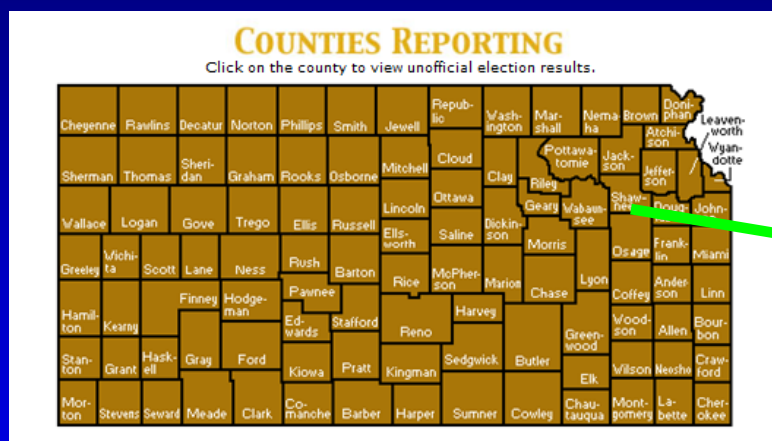 COUNTIES REPORTING
Click on the county to view unofficial election results.
Cheyenne
Rawlins
Decatur
Norton
Phillips
Smith
Jewell
Repub-
lic
Wash-
ington
Mar-
shall
Nema-
ha
Brown
Doni-
phan
Leaven-
worth
Atchi-
son
Wyan-
dotte
Sherman
Thomas
Sheri-
dan
Graham
Rooks
Osborne
Mitchell
Cloud
Clay
Riley
Pottawa-
tomie
Jack-
son
Jeffer-
son
Wallace
Logan
Gove
Trego
Ellis
Russell
Lincoln
Ottawa
Ells-
worth
Saline
Dickin-
son
Geary
Wabaun-
see
Shaw-
Doug-
John-
Morris
Osage
Frank-
lin
Miami
Greeley
Wichi-
ta
Scott
Lane
Ness
Rush
Barton
Rice
McPher-
son
Marion
Chase
Lyon
Coffey
Ander-
son
Linn
Hamil-
ton
Kearny
Finney
Hodge-
man
Pawnee
Ed-
wards
Stafford
Reno
Harvey
Sedgwick
Butler
Green-
wood
Wood-
son
Allen
Bour-
bon
Stan-
ton
Grant
Hask-
ell
Gray
Ford
Kiowa
Pratt
Kingman
Elk
Wilson
Neosho
Craw-
ford
Mor-
ton
Stevens
Seward
Meade
Clark
Co-
manche
Barber
Harper
Sumner
Cowley
Chau-
tauqua
Mont-
gomery
La-
bette
Cher-
okee